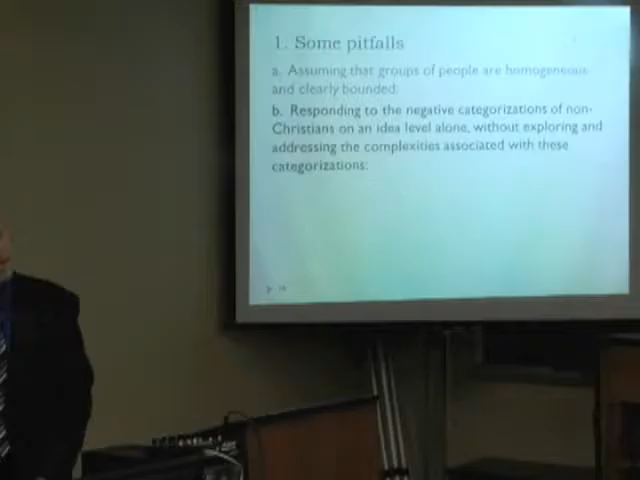 1. Some pitfalls
a. Assuming that groups of people are homogeneous
and clearly bounded;
b. Responding to the negative categorizations of non-
Christians on an idea level alone, without exploring and
addressing the complexities associated with these
categorizations;